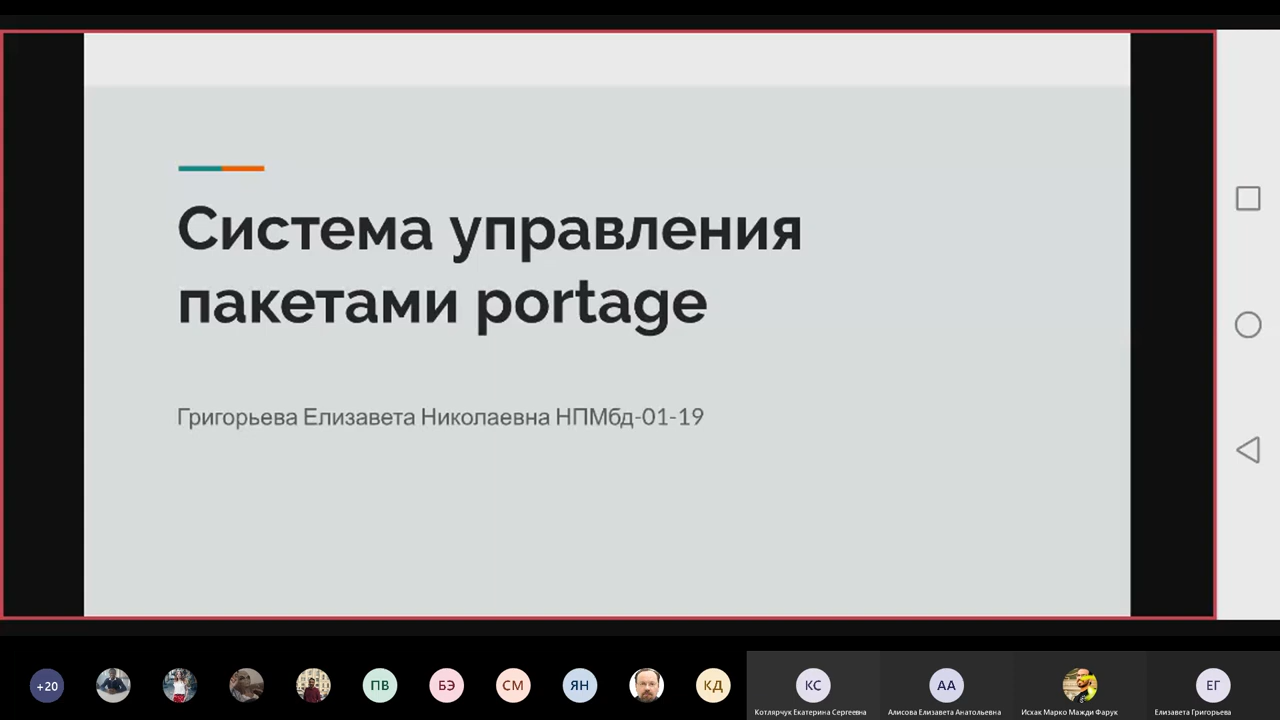 Система управления
пакетами portage
Григорьева Елизавета Николаевна НПМбд-01-19
+20
ПВ
БЭ
СМ
ЯН
КД
КС
АА
ЕГ
Котлярчук Екатерина Сергеевна
Алисова Елизавета Анатольевна
Исхак Марко Мажди Фарук
Елизавета Григорьева